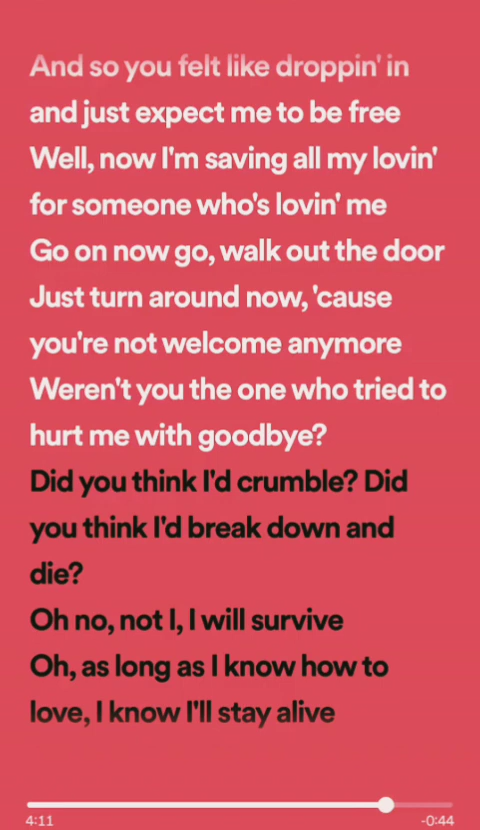 And so you felt like droppin' in
and just expect me to be free
Well, now I'm saving all my lovin'
for someone who's lovin' me
Go on now go, walk out the door
Just turn around now, 'cause
you're not welcome anymore
Weren't you the one who tried to
hurt me with goodbye?
Did you think I'd crumble? Did
you think I'd break down and
die?
Oh no, not I, I will survive
Oh, as long as I know how to
love, I know I'll stay alive
4:11
-0:44